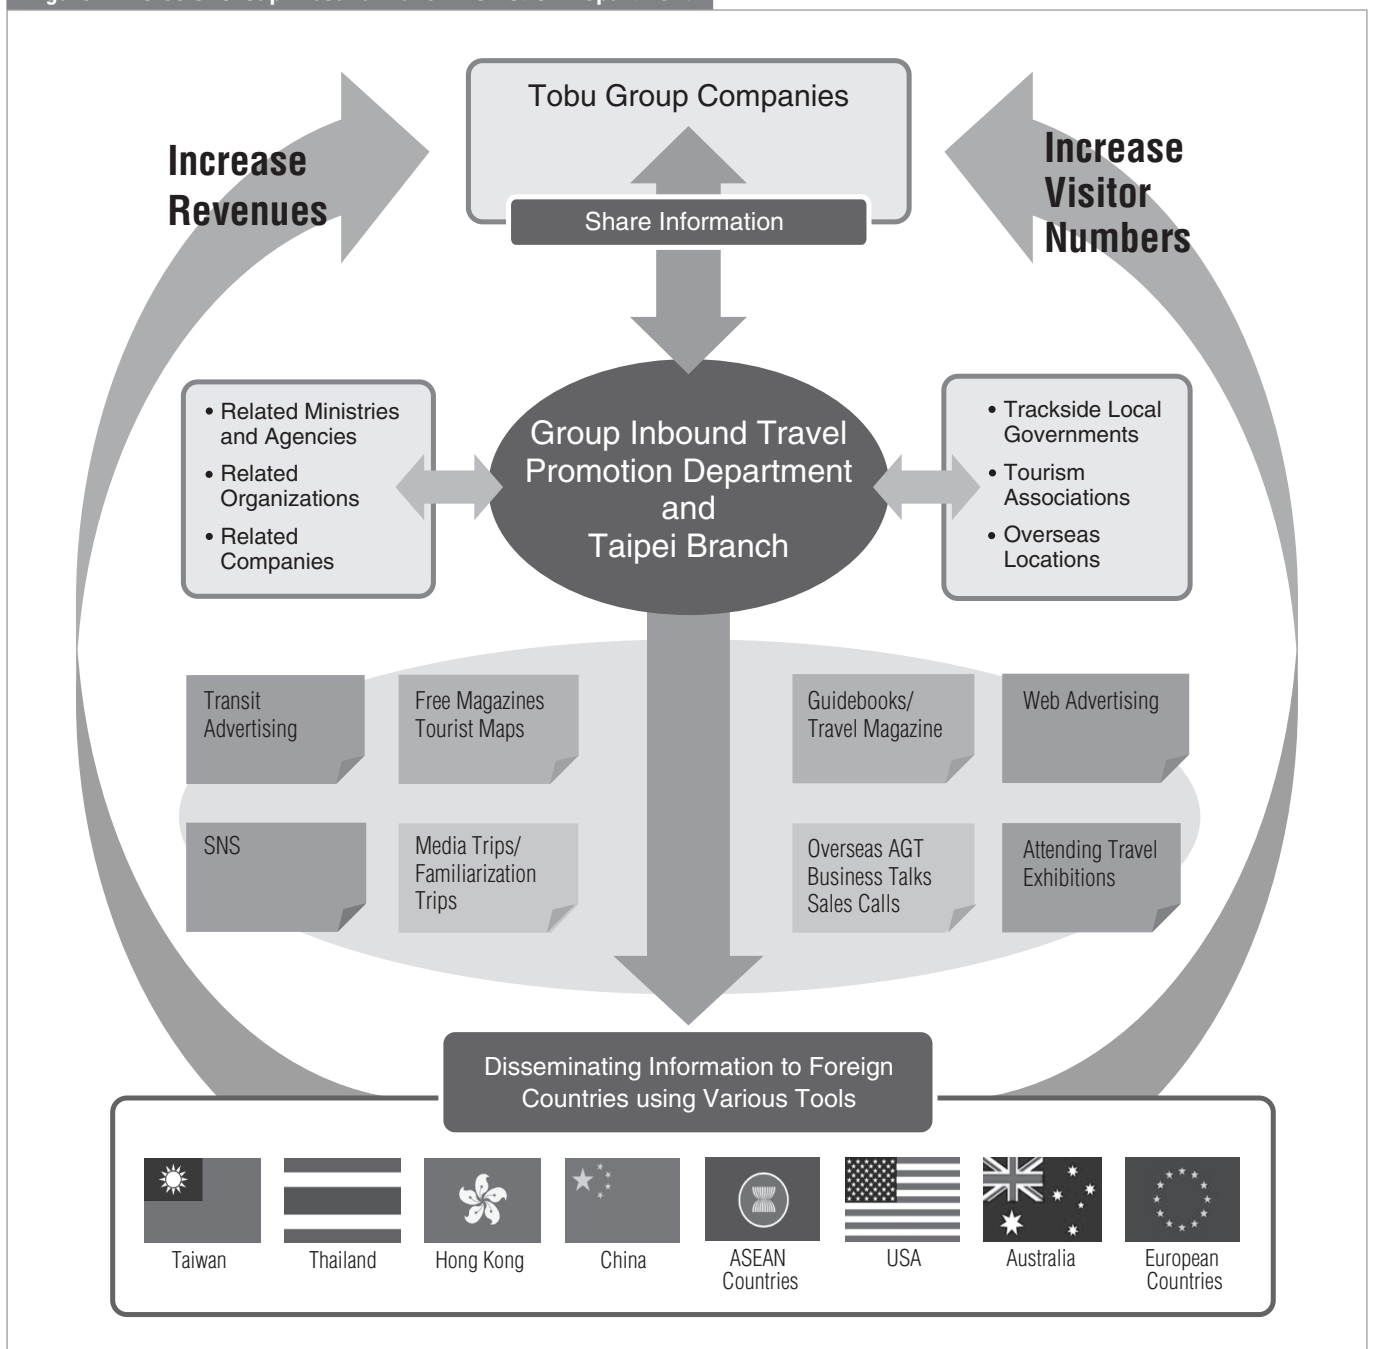 Tobu Group Companies
Share Information
Increase
Revenues
Increase
Visitor
Numbers
• Related Ministries
and Agencies
• Related
Organizations
• Related
Companies
Group Inbound Travel
Promotion Department
and
Taipei Branch
• Trackside Local
Governments
• Tourism
Associations
• Overseas
Locations
Transit
Advertising
Free Magazines
Tourist Maps
Guidebooks/
Travel Magazine
Web Advertising
SNS
Media Trips/
Familiarization
Trips
Overseas AGT
Business Talks
Sales Calls
Attending Travel
Exhibitions
Disseminating Information to Foreign
Countries using Various Tools
Taiwan
Thailand
Hong Kong
China
ASEAN
Countries
USA
Australia
European
Countries